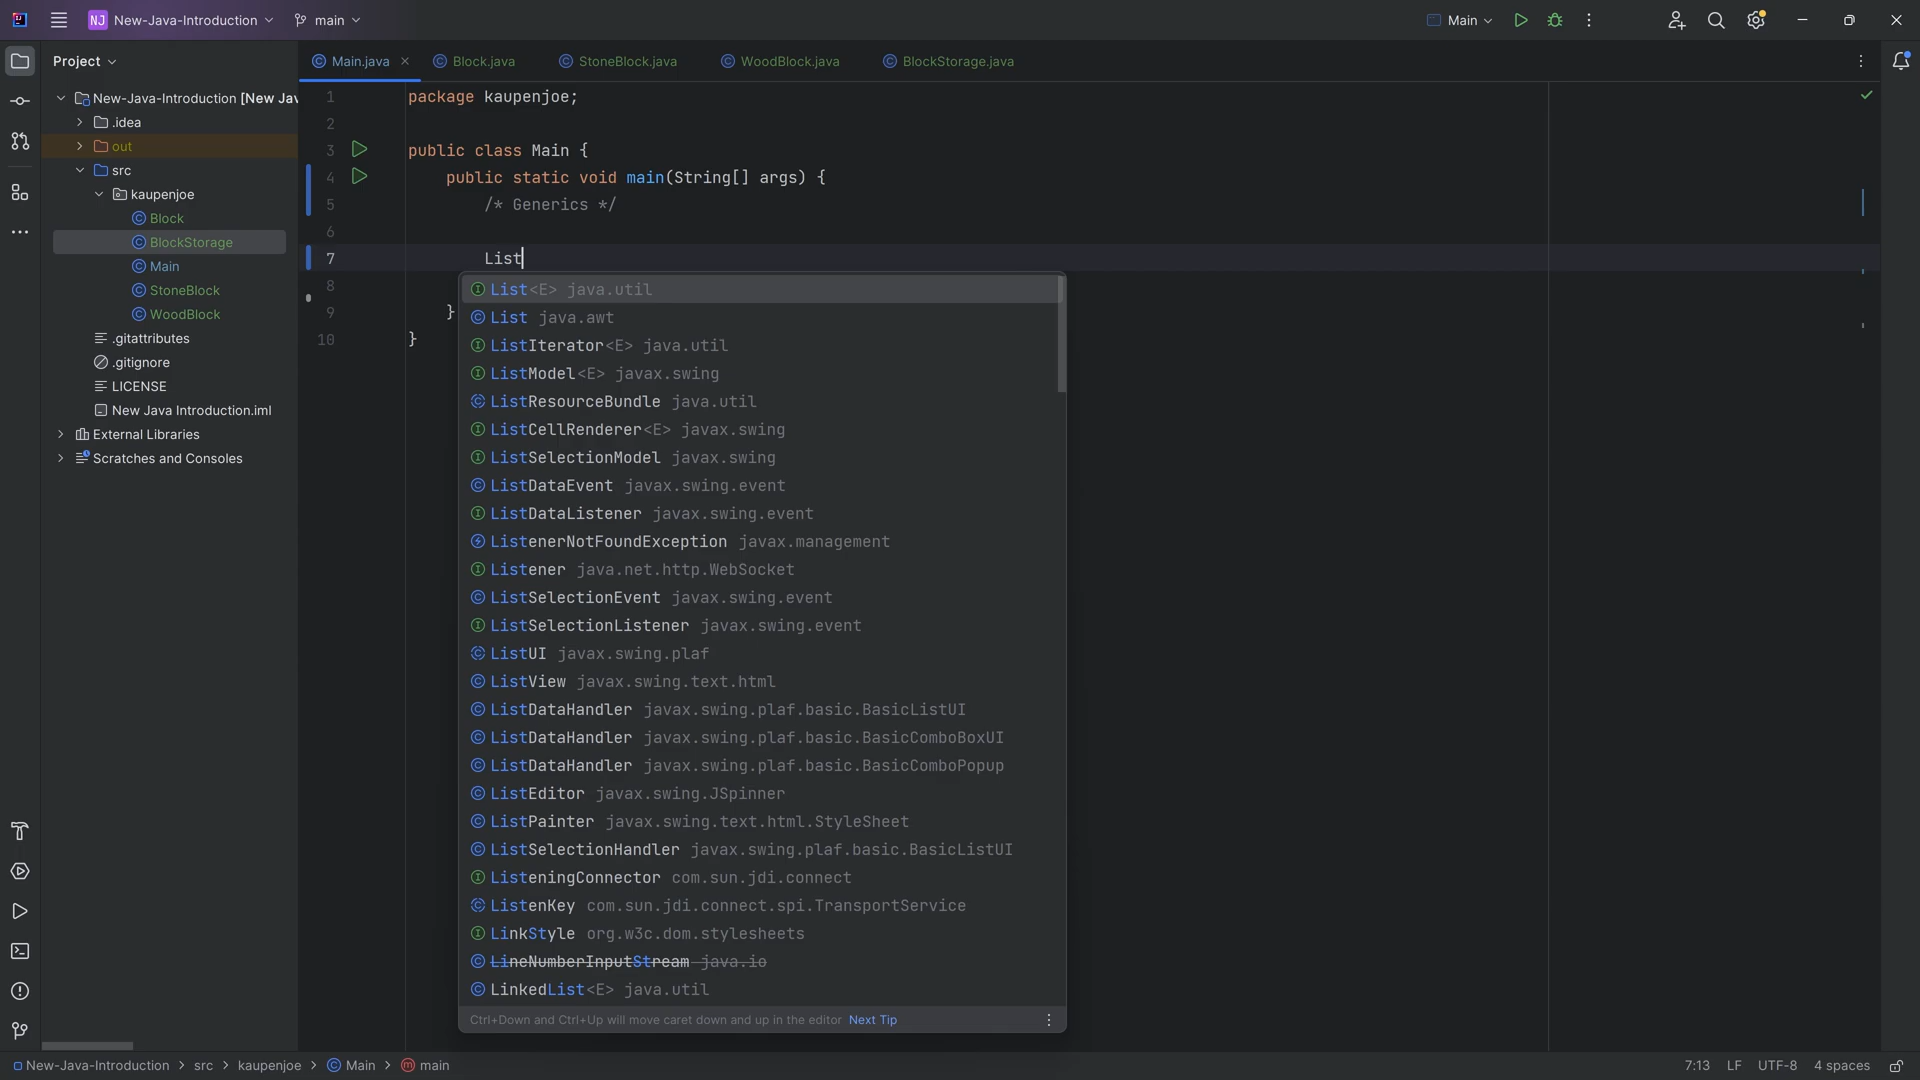 NJ New-Java-Introduction main Main
Project
Main.java Block.java StoneBlock.java WoodBlock.java BlockStorage.java
New-Java-Introduction [New Jav
.idea
out
src
kaupenjoe
Block
BlockStorage
Main
StoneBlock
WoodBlock
.gitattributes
.gitignore
LICENSE
New Java Introduction.iml
External Libraries
Scratches and Consoles
1 package kaupenjoe;
2
3 public class Main {
4 public static void main(String[] args) {
5 /* Generics */
6
7 List
8
9 }
10 }
List<E> java.util
List java.awt
ListIterator<E> java.util
ListModel<E> javax.swing
ListResourceBundle java.util
ListCellRenderer<E> javax.swing
ListSelectionModel javax.swing
ListDataEvent javax.swing.event
ListDataListener javax.swing.event
ListenerNotFoundException javax.management
Listener java.net.http.WebSocket
ListSelectionEvent javax.swing.event
ListSelectionListener javax.swing.event
ListUI javax.swing.plaf
ListView javax.swing.text.html
ListDataHandler javax.swing.plaf.basic.BasicListUI
ListDataHandler javax.swing.plaf.basic.BasicComboBoxUI
ListDataHandler javax.swing.plaf.basic.BasicComboPopup
ListEditor javax.swing.JSpinner
ListPainter javax.swing.text.html.StyleSheet
ListSelectionHandler javax.swing.plaf.basic.BasicListUI
ListeningConnector com.sun.jdi.connect
ListenKey com.sun.jdi.connect.spi.TransportService
LinkStyle org.w3c.dom.stylesheets
LineNumberInputStream java.io
LinkedList<E> java.util
Ctrl+Down and Ctrl+Up will move caret down and up in the editor Next Tip
New-Java-Introduction > src > kaupenjoe > Main > main
7:13 LF UTF-8 4 spaces